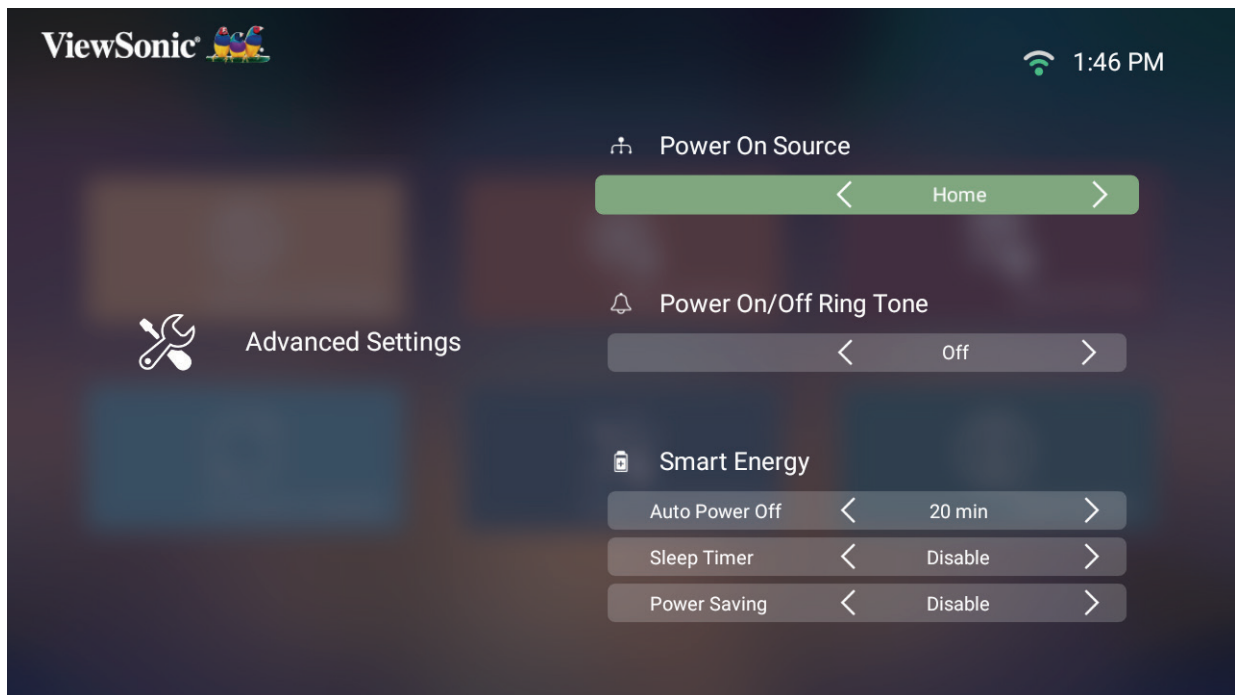 ViewSonic®
1:46 PM
Power On Source
Home
Power On/Off Ring Tone
Off
Advanced Settings
Smart Energy
Auto Power Off 20 min
Sleep Timer Disable
Power Saving Disable